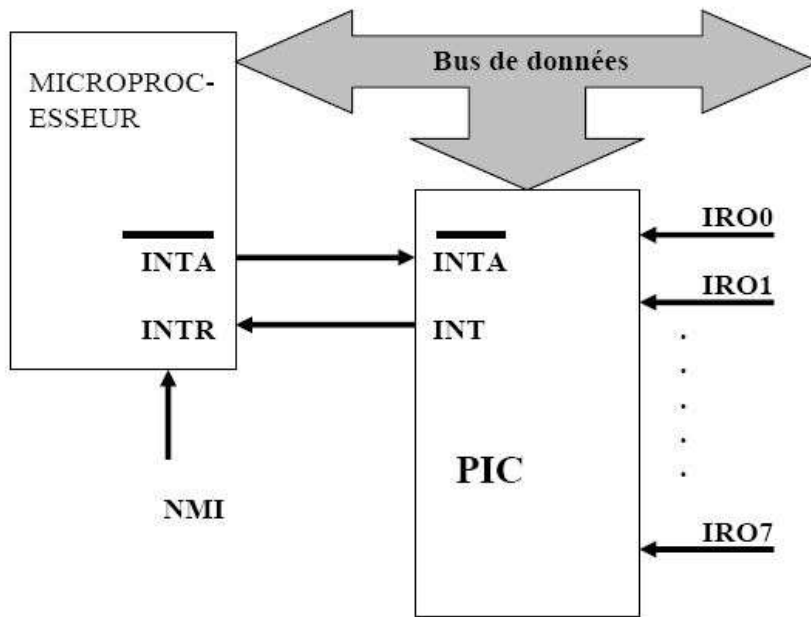 Bus de données
MICROPROC-
ESSEUR
INTA
INTR
NMI
INTA
INT
PIC
IRO0
IRO1
IRO7